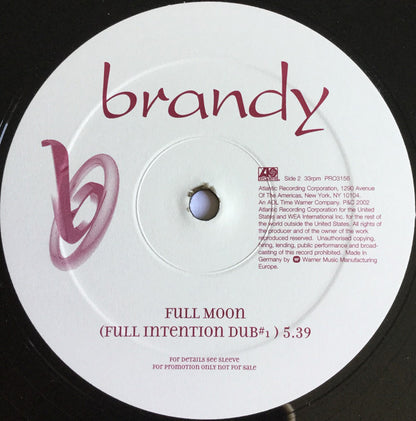 brandy
b
ATLANTIC
Side 2 33rpm PRO3156
Atlantic Recording Corporation, 1290 Avenue
Of The Americas, New York, NY 10104.
An AOL Time Warner Company. P&C 2002
Atlantic Recording Corporation for the United
States and WEA International Inc. for the rest of
the world outside the United States. All rights of
the producer and of the owner of the work
reproduced reserved. Unauthorised copying,
hiring, lending, public performance and broad-
casting of this record prohibited. Made in
Germany by Warner Music Manufacturing
Europe.
FULL MOON
(FULL INTENTION DUB#1 ) 5.39
FOR DETAILS SEE SLEEVE
FOR PROMOTION ONLY NOT FOR SALE